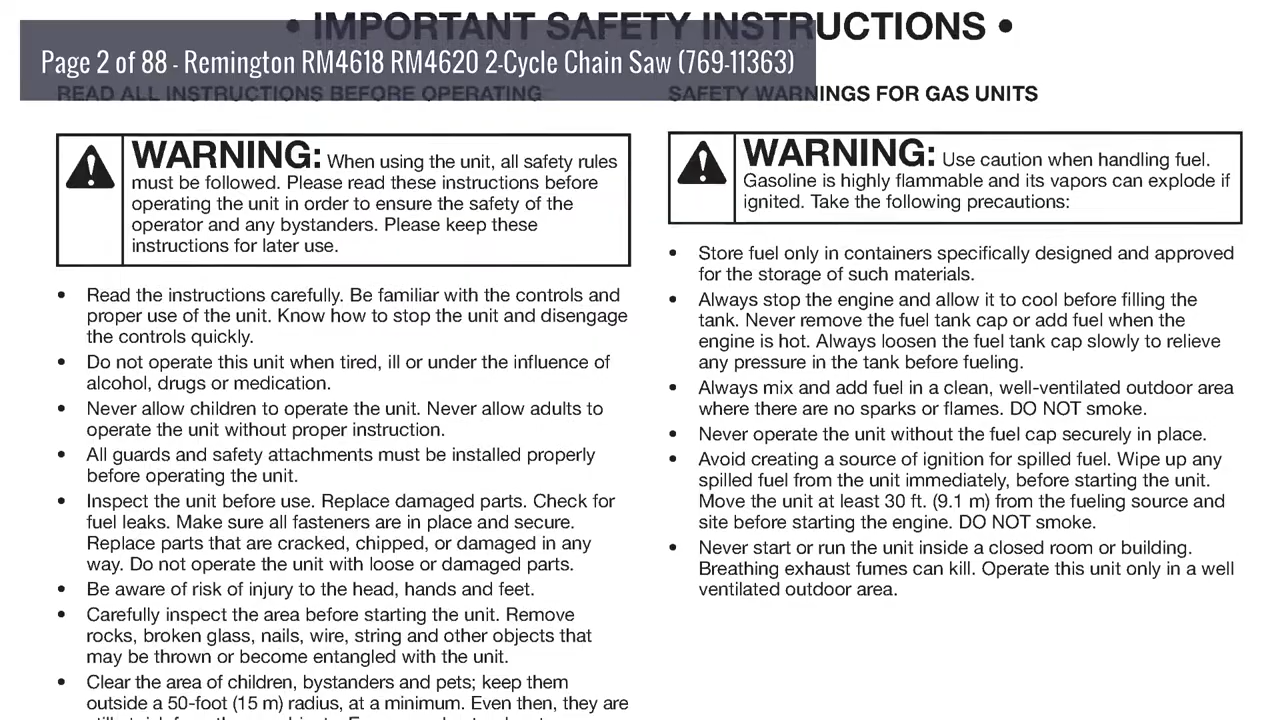 • IMPORTANT SAFETY INSTRUCTIONS •
Page 2 of 88 - Remington RM4618 RM4620 2-Cycle Chain Saw (769-11363)
READ ALL INSTRUCTIONS BEFORE OPERATING
WARNING: When using the unit, all safety rules
must be followed. Please read these instructions before
operating the unit in order to ensure the safety of the
operator and any bystanders. Please keep these
instructions for later use.
• Read the instructions carefully. Be familiar with the controls and
proper use of the unit. Know how to stop the unit and disengage
the controls quickly.
• Do not operate this unit when tired, ill or under the influence of
alcohol, drugs or medication.
• Never allow children to operate the unit. Never allow adults to
operate the unit without proper instruction.
• All guards and safety attachments must be installed properly
before operating the unit.
• Inspect the unit before use. Replace damaged parts. Check for
fuel leaks. Make sure all fasteners are in place and secure.
Replace parts that are cracked, chipped, or damaged in any
way. Do not operate the unit with loose or damaged parts.
• Be aware of risk of injury to the head, hands and feet.
• Carefully inspect the area before starting the unit. Remove
rocks, broken glass, nails, wire, string and other objects that
may be thrown or become entangled with the unit.
• Clear the area of children, bystanders and pets; keep them
outside a 50-foot (15 m) radius, at a minimum. Even then, they are
SAFETY WARNINGS FOR GAS UNITS
WARNING: Use caution when handling fuel.
Gasoline is highly flammable and its vapors can explode if
ignited. Take the following precautions:
• Store fuel only in containers specifically designed and approved
for the storage of such materials.
• Always stop the engine and allow it to cool before filling the
tank. Never remove the fuel tank cap or add fuel when the
engine is hot. Always loosen the fuel tank cap slowly to relieve
any pressure in the tank before fueling.
• Always mix and add fuel in a clean, well-ventilated outdoor area
where there are no sparks or flames. DO NOT smoke.
• Never operate the unit without the fuel cap securely in place.
• Avoid creating a source of ignition for spilled fuel. Wipe up any
spilled fuel from the unit immediately, before starting the unit.
Move the unit at least 30 ft. (9.1 m) from the fueling source and
site before starting the engine. DO NOT smoke.
• Never start or run the unit inside a closed room or building.
Breathing exhaust fumes can kill. Operate this unit only in a well
ventilated outdoor area.